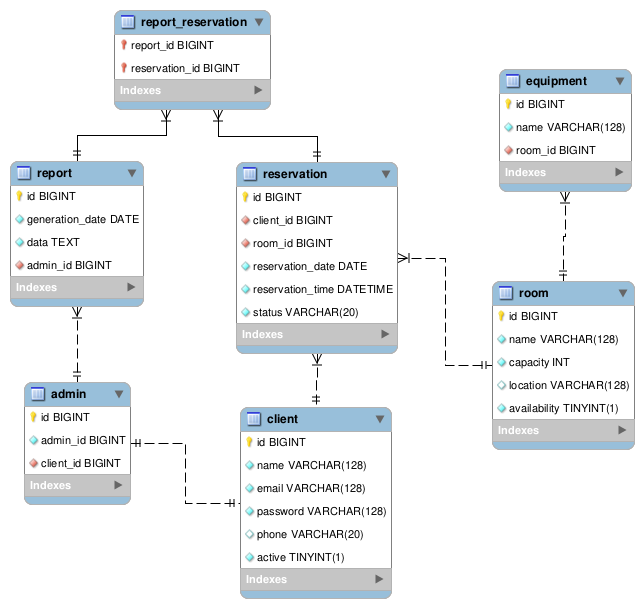 report_reservation
report_id BIGINT
reservation_id BIGINT
Indexes
equipment
id BIGINT
name VARCHAR(128)
room_id BIGINT
Indexes
report
id BIGINT
generation_date DATE
data TEXT
admin_id BIGINT
Indexes
reservation
id BIGINT
client_id BIGINT
room_id BIGINT
reservation_date DATE
reservation_time DATETIME
status VARCHAR(20)
Indexes
room
id BIGINT
name VARCHAR(128)
capacity INT
location VARCHAR(128)
availability TINYINT(1)
Indexes
admin
id BIGINT
admin_id BIGINT
client_id BIGINT
Indexes
client
id BIGINT
name VARCHAR(128)
email VARCHAR(128)
password VARCHAR(128)
phone VARCHAR(20)
active TINYINT(1)
Indexes